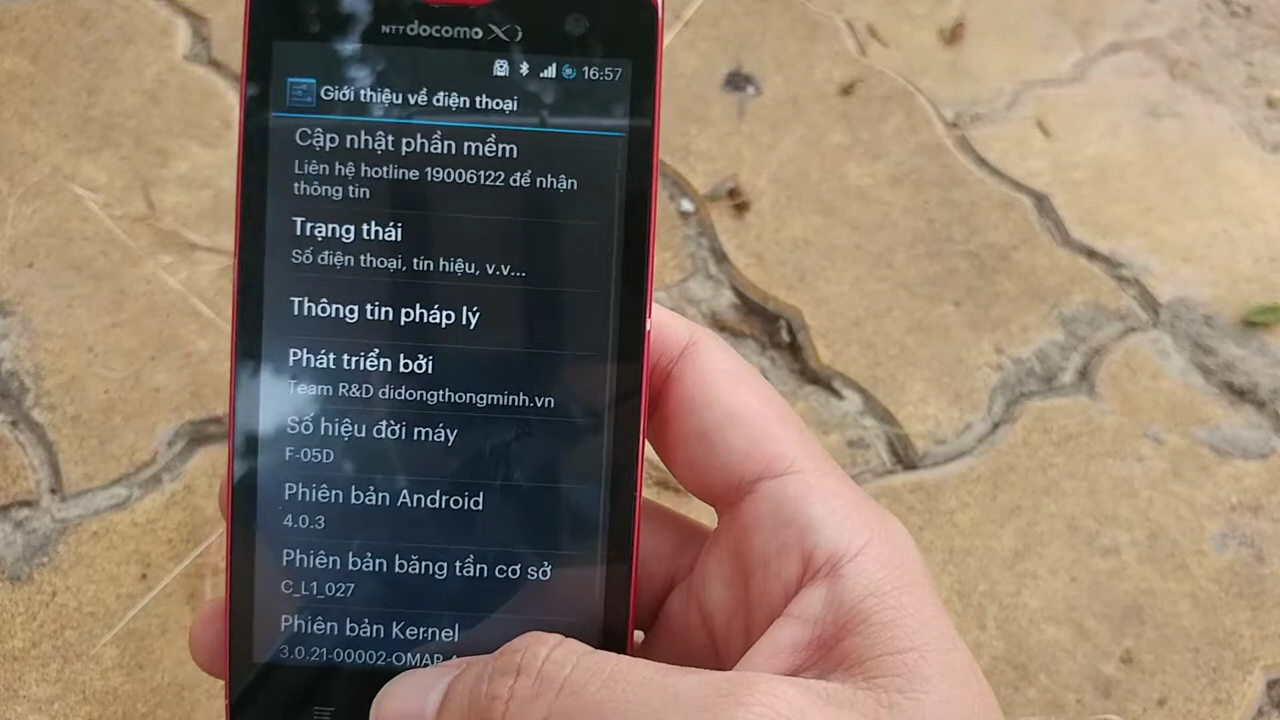 NTT docomo Xi
16:57
Giới thiệu về điện thoại
Cập nhật phần mềm
Liên hệ hotline 19006122 để nhận
thông tin
Trạng thái
Số điện thoại, tín hiệu, v.v...
Thông tin pháp lý
Phát triển bởi
Team R&D didongthongminh.vn
Số hiệu đời máy
F-05D
Phiên bản Android
4.0.3
Phiên bản băng tần cơ sở
C_L1_027
Phiên bản Kernel
3.0.21-00002-OMAP